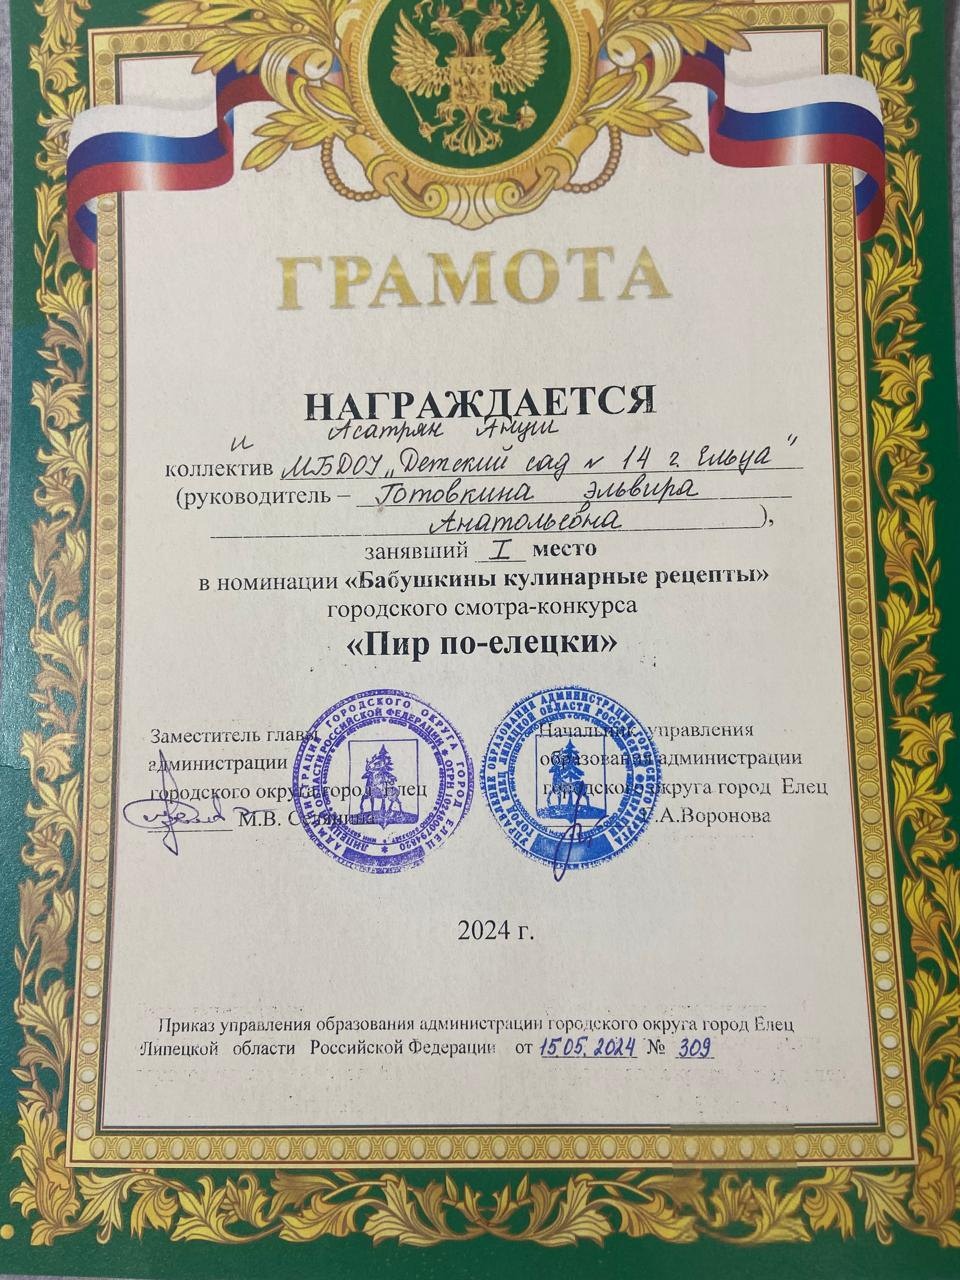 ГРАМОТА
НАГРАЖДАЕТСЯ
и Асатрян
коллектив МБДОУ „Детский сад № 14 г. Ельца"
(руководитель – Готовкина Эльвира
Анатольевна),
занявший I место
в номинации «Бабушкины кулинарные рецепты»
городского смотра-конкурса
«Пир по-елецки»
Заместитель главы
администрации
городского округа город Елец
М.В.
Начальник управления
образования администрации
городского округа город Елец
А.Воронова
2024 г.
Приказ управления образования администрации городского округа город Елец
Липецкой области Российской Федерации от 15.05.2024 № 309